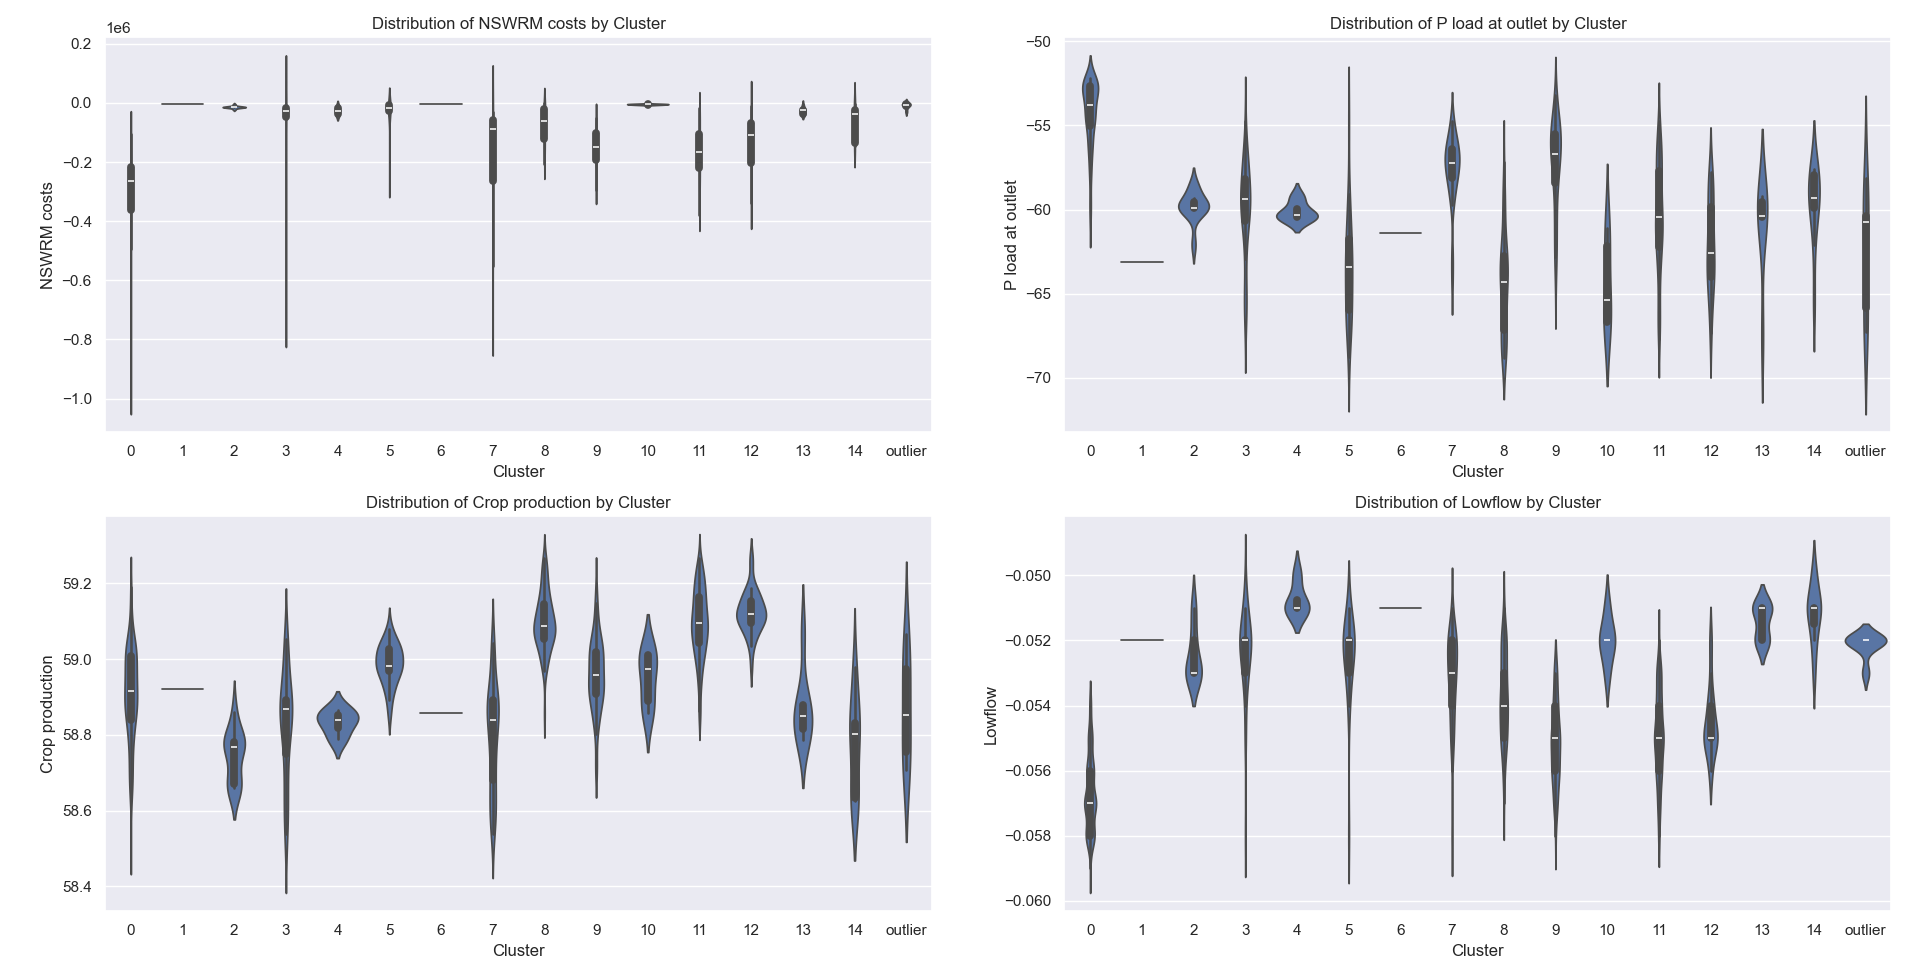 Distribution of NSWRM costs by Cluster
1e6
0.2
0.0
−0.2
−0.4
−0.6
−0.8
−1.0
NSWRM costs
0 1 2 3 4 5 6 7 8 9 10 11 12 13 14 outlier
Cluster
Distribution of P load at outlet by Cluster
−50
−55
−60
−65
−70
P load at outlet
0 1 2 3 4 5 6 7 8 9 10 11 12 13 14 outlier
Cluster
Distribution of Crop production by Cluster
59.2
59.0
58.8
58.6
58.4
Crop production
0 1 2 3 4 5 6 7 8 9 10 11 12 13 14 outlier
Cluster
Distribution of Lowflow by Cluster
−0.050
−0.052
−0.054
−0.056
−0.058
−0.060
Lowflow
0 1 2 3 4 5 6 7 8 9 10 11 12 13 14 outlier
Cluster